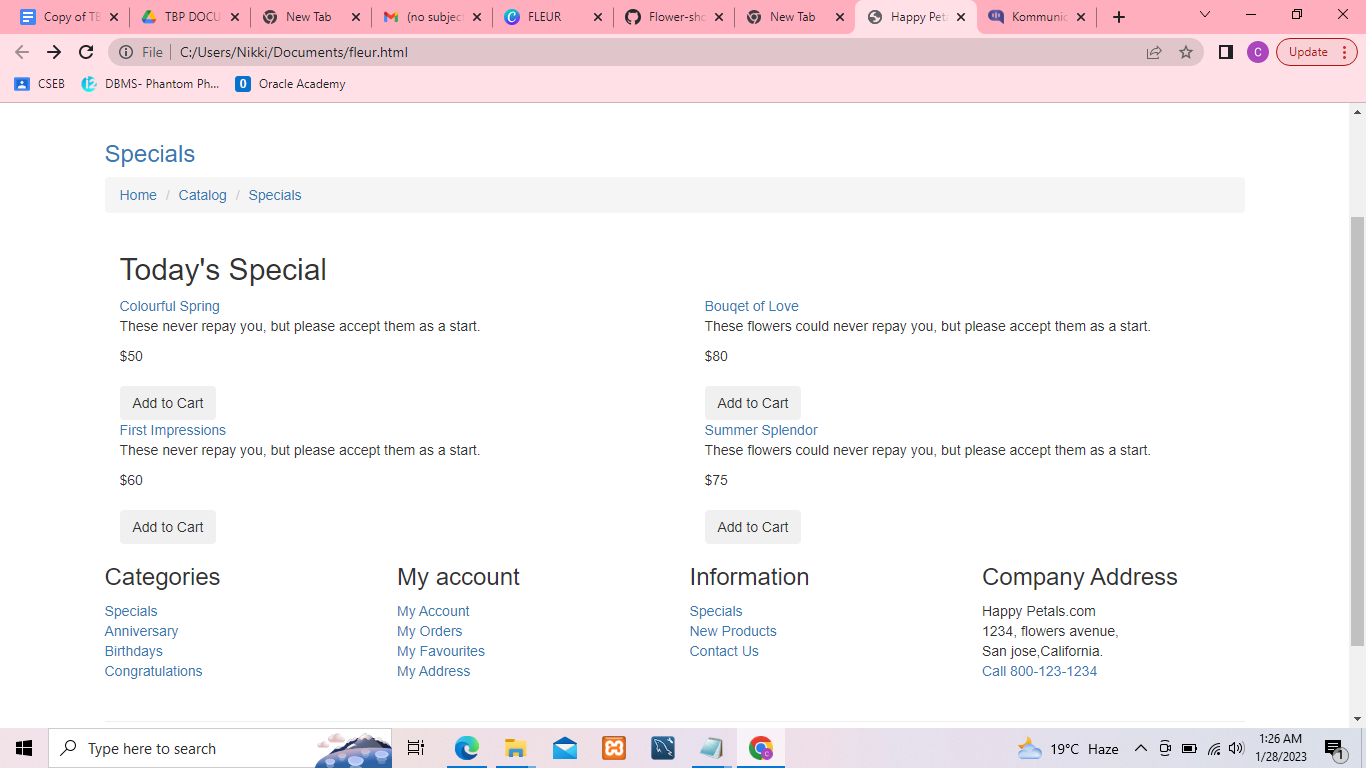 Copy of TB
TBP DOCU
New Tab
(no subjec
FLEUR
Flower-sho
New Tab
Happy Peta
Kommunic
File
C:/Users/Nikki/Documents/fleur.html
C
Update
CSEB
DBMS- Phantom Ph...
Oracle Academy
Specials
Home / Catalog / Specials
Today's Special
Colourful Spring
These never repay you, but please accept them as a start.
$50
Add to Cart
Bouqet of Love
These flowers could never repay you, but please accept them as a start.
$80
Add to Cart
First Impressions
These never repay you, but please accept them as a start.
$60
Add to Cart
Summer Splendor
These flowers could never repay you, but please accept them as a start.
$75
Add to Cart
Categories
Specials
Anniversary
Birthdays
Congratulations
My account
My Account
My Orders
My Favourites
My Address
Information
Specials
New Products
Contact Us
Company Address
Happy Petals.com
1234, flowers avenue,
San jose,California.
Call 800-123-1234
Type here to search
19°C Haze
1:26 AM
1/28/2023
1